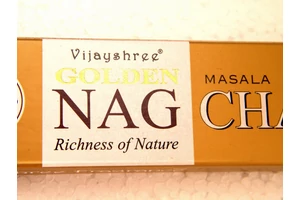 Vijayshree®
GOLDEN
NAG
Richness of Nature
MASALA
CHA